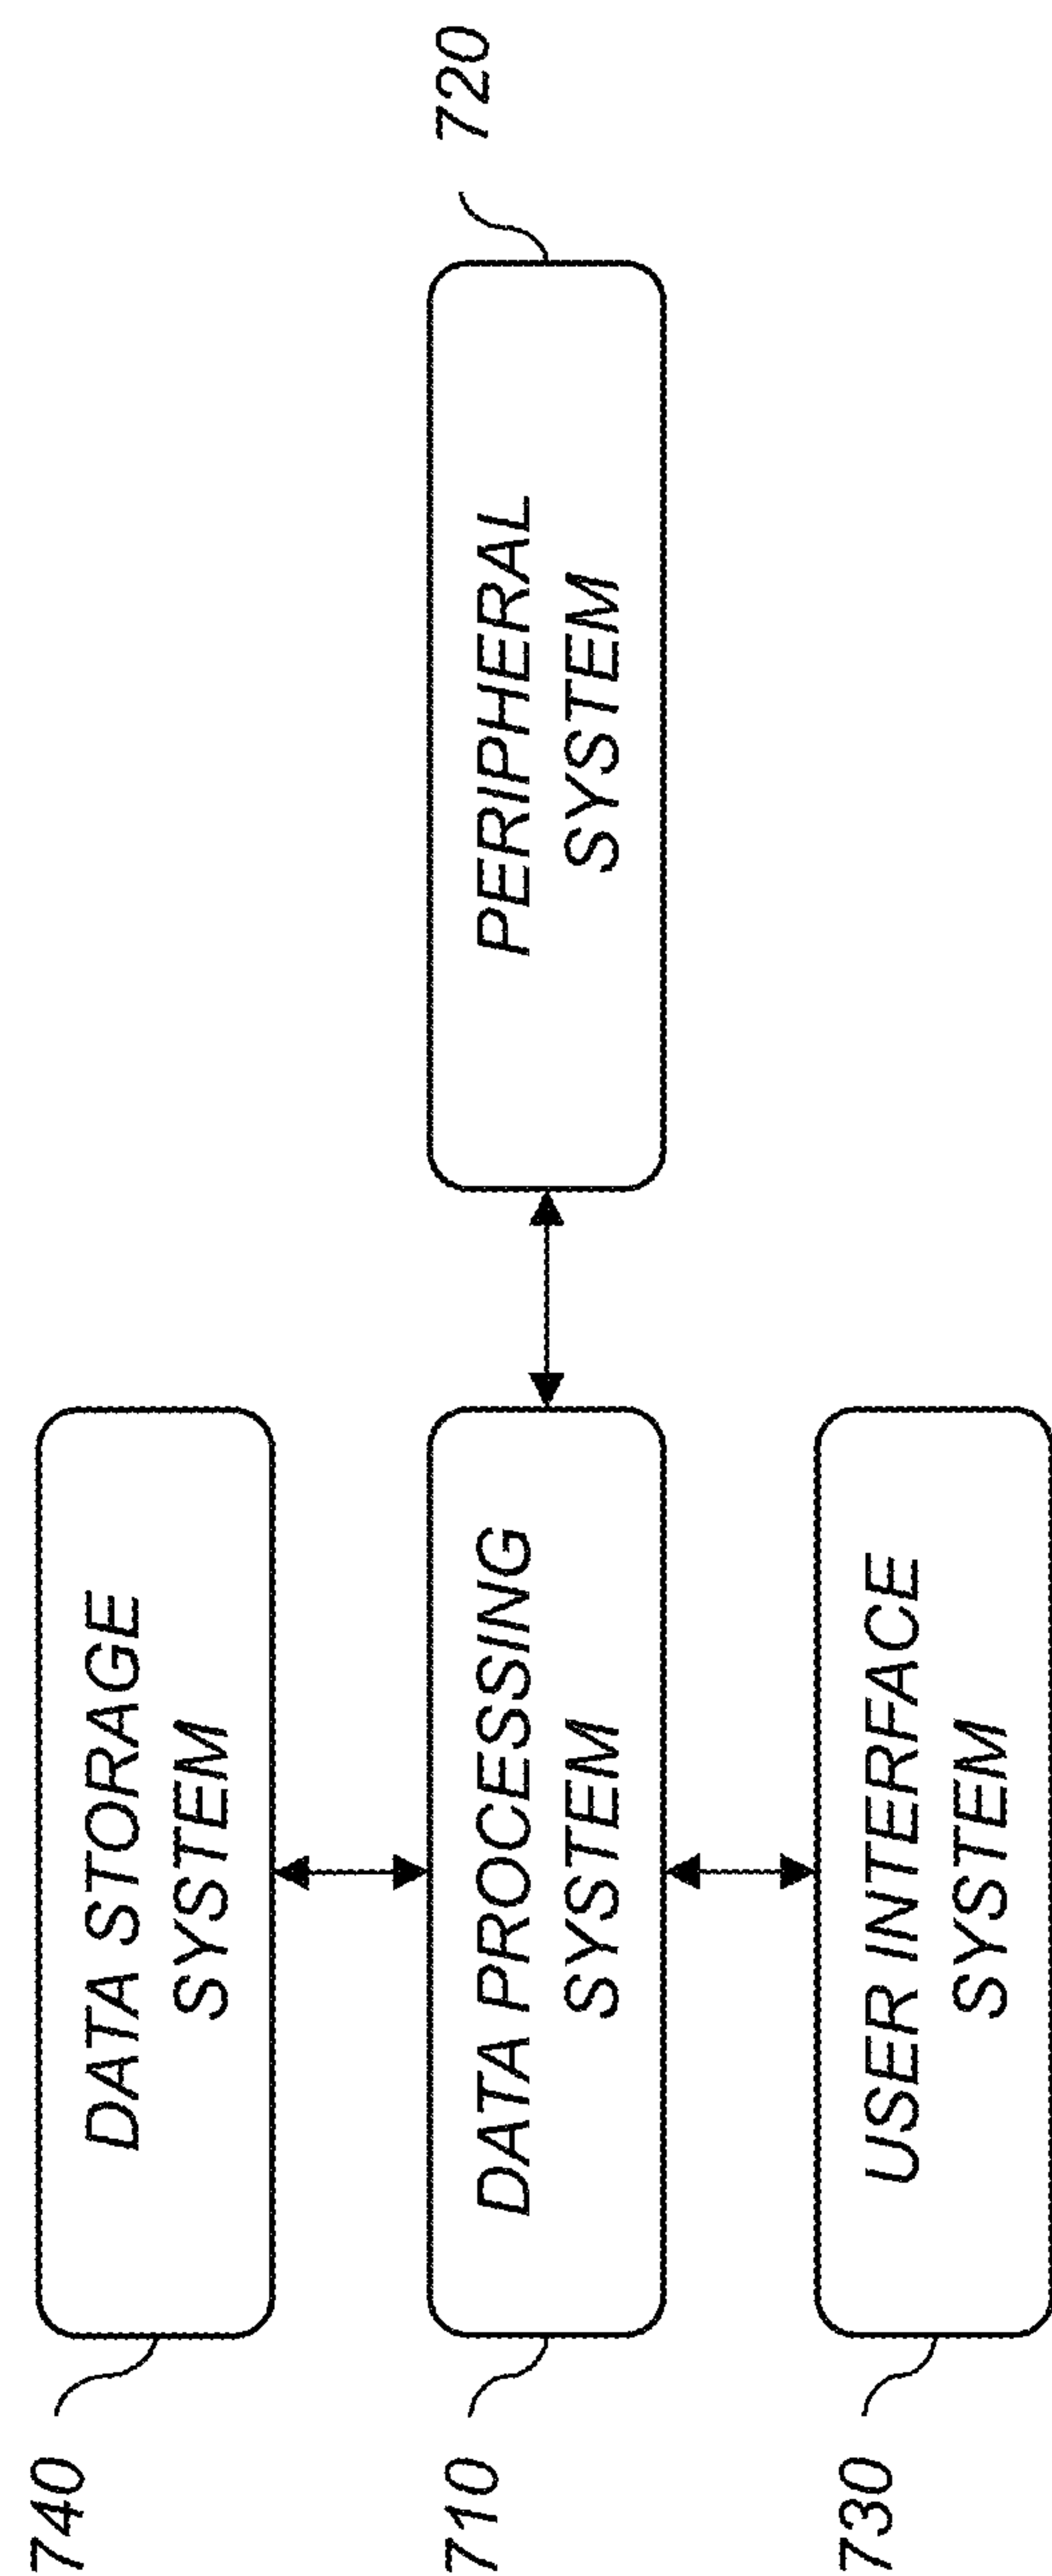 740
DATA STORAGE
SYSTEM
710
DATA PROCESSING
SYSTEM
PERIPHERAL
SYSTEM
720
730
USER INTERFACE
SYSTEM